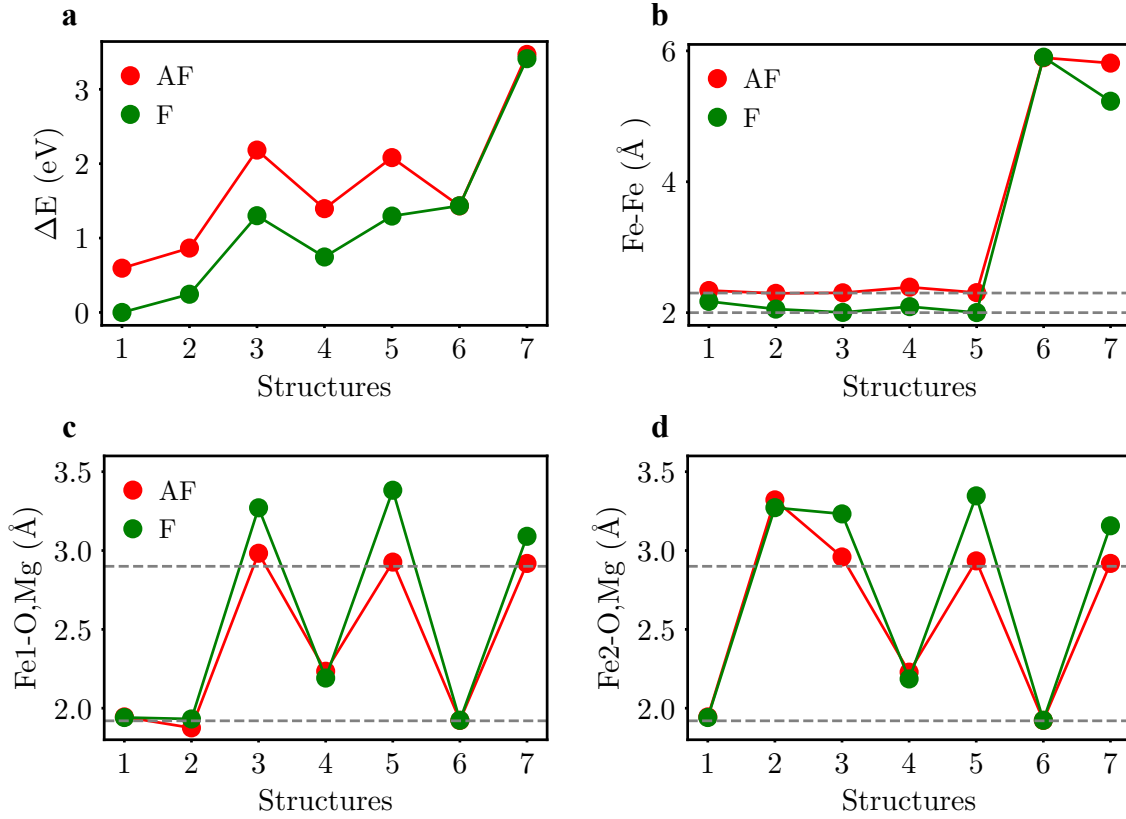 a
3
2
1
0
ΔE (eV)
AF
F
1 2 3 4 5 6 7
Structures
b
6
4
2
Fe-Fe (Å )
AF
F
1 2 3 4 5 6 7
Structures
c
3.5
3.0
2.5
2.0
Fe1-O,Mg (Å)
AF
F
1 2 3 4 5 6 7
Structures
d
3.5
3.0
2.5
2.0
Fe2-O,Mg (Å)
1 2 3 4 5 6 7
Structures